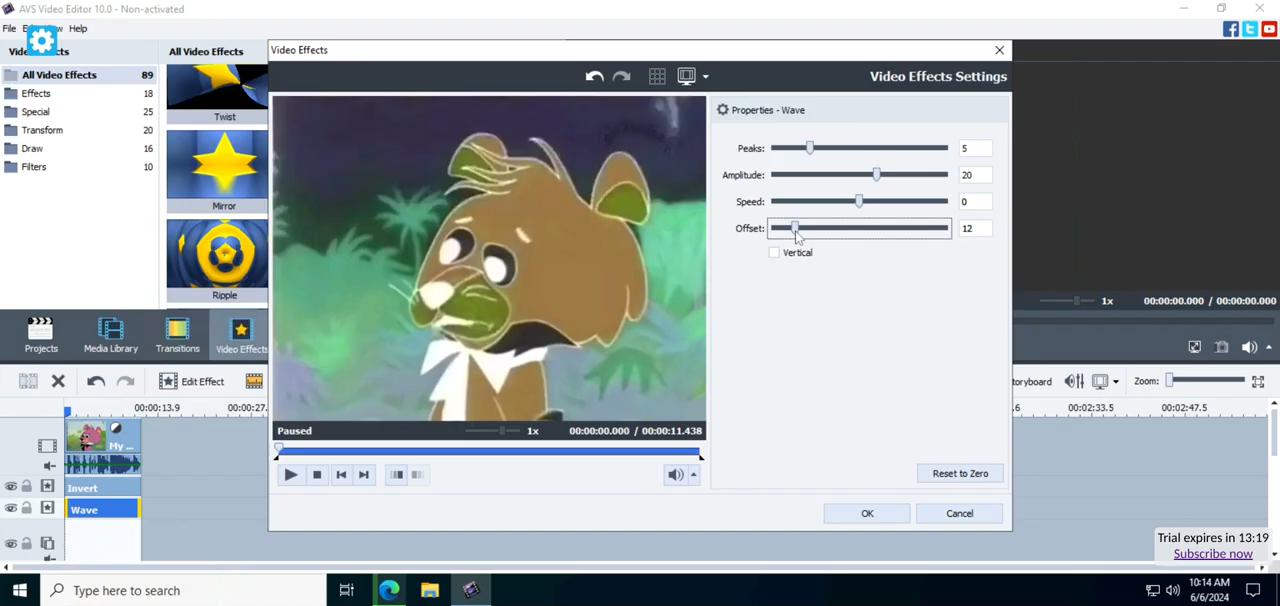 AVS Video Editor 10.0 - Non-activated
File
Help
Video Effects
All Video Effects
All Video Effects 89
Effects 18
Special 25
Transform 20
Draw 16
Filters 10
Twist
Mirror
Ripple
Projects
Media Library
Transitions
Video Effects
Edit Effect
Video Effects
Video Effects Settings
Properties - Wave
Peaks: 5
Amplitude: 20
Speed: 0
Offset: 12
Vertical
Paused
1x
00:00:00.000 / 00:00:11.438
Reset to Zero
OK
Cancel
1x
00:00:00.000 / 00:00:00.000
Zoom:
00:00:13.9
00:00:27.
00:02:33.5
00:02:47.5
My ...
Invert
Wave
Trial expires in 13:19
Subscribe now
Type here to search
10:14 AM
6/6/2024